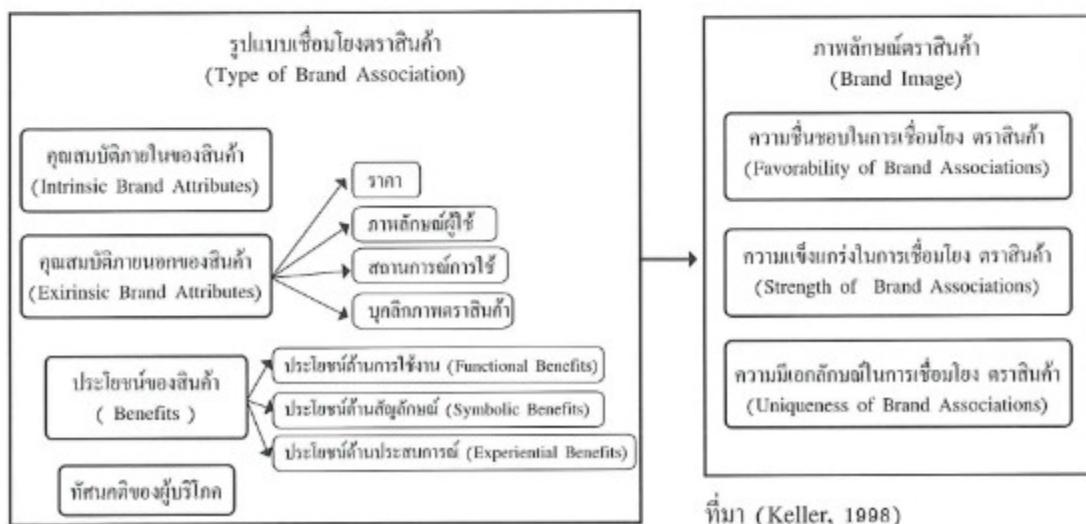 รูปแบบเชื่อมโยงตราสินค้า
(Type of Brand Association)
คุณสมบัติภายในของสินค้า
(Intrinsic Brand Attributes)
คุณสมบัติภายนอกของสินค้า
(Exirinsic Brand Attributes)
ราคา
ภาพลักษณ์ผู้ใช้
สถานการณ์การใช้
บุกลิกภาพตราสินค้า
ประโยชน์ของสินค้า
( Benefits )
ประโยชน์ด้านการใช้งาน (Functional Benefits)
ประโยชน์ด้านสัญลักษณ์ (Symbolic Benefits)
ประโยชน์ด้านประสบการณ์ (Experiential Benefits)
ทัศนคติของผู้บริโภค
ภาพลักษณ์ตราสินค้า
(Brand Image)
ความชื่นชอบในการเชื่อมโยง ตราสินค้า
(Favorability of Brand Associations)
ความแข็งแกร่งในการเชื่อมโยง ตราสินค้า
(Strength of Brand Associations)
ความมีเอกลักษณ์ในการเชื่อมโยง ตราสินค้า
(Uniqueness of Brand Associations)
ที่มา (Keller, 1998)